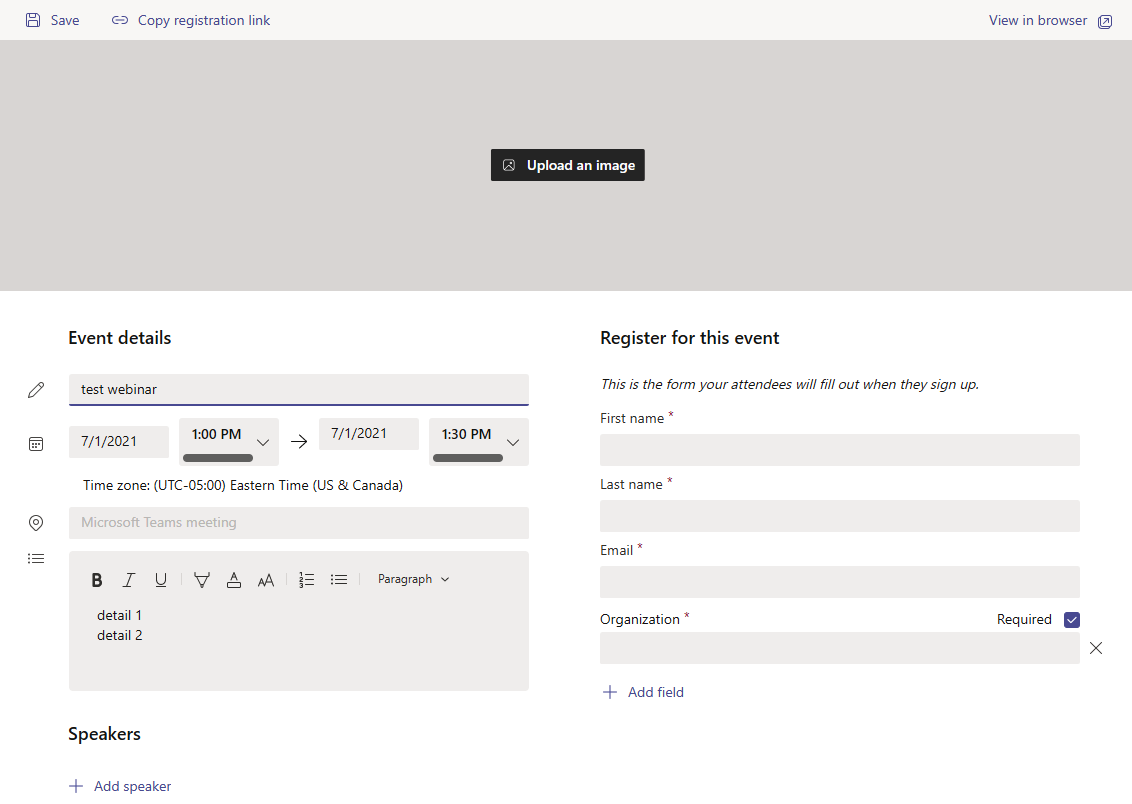 Save
Copy registration link
View in browser
Upload an image
Event details
test webinar
7/1/2021 1:00 PM → 7/1/2021 1:30 PM
Time zone: (UTC-05:00) Eastern Time (US & Canada)
Microsoft Teams meeting
B I U A AA Paragraph
detail 1
detail 2
Speakers
Add speaker
Register for this event
This is the form your attendees will fill out when they sign up.
First name *
Last name *
Email *
Organization * Required
Add field